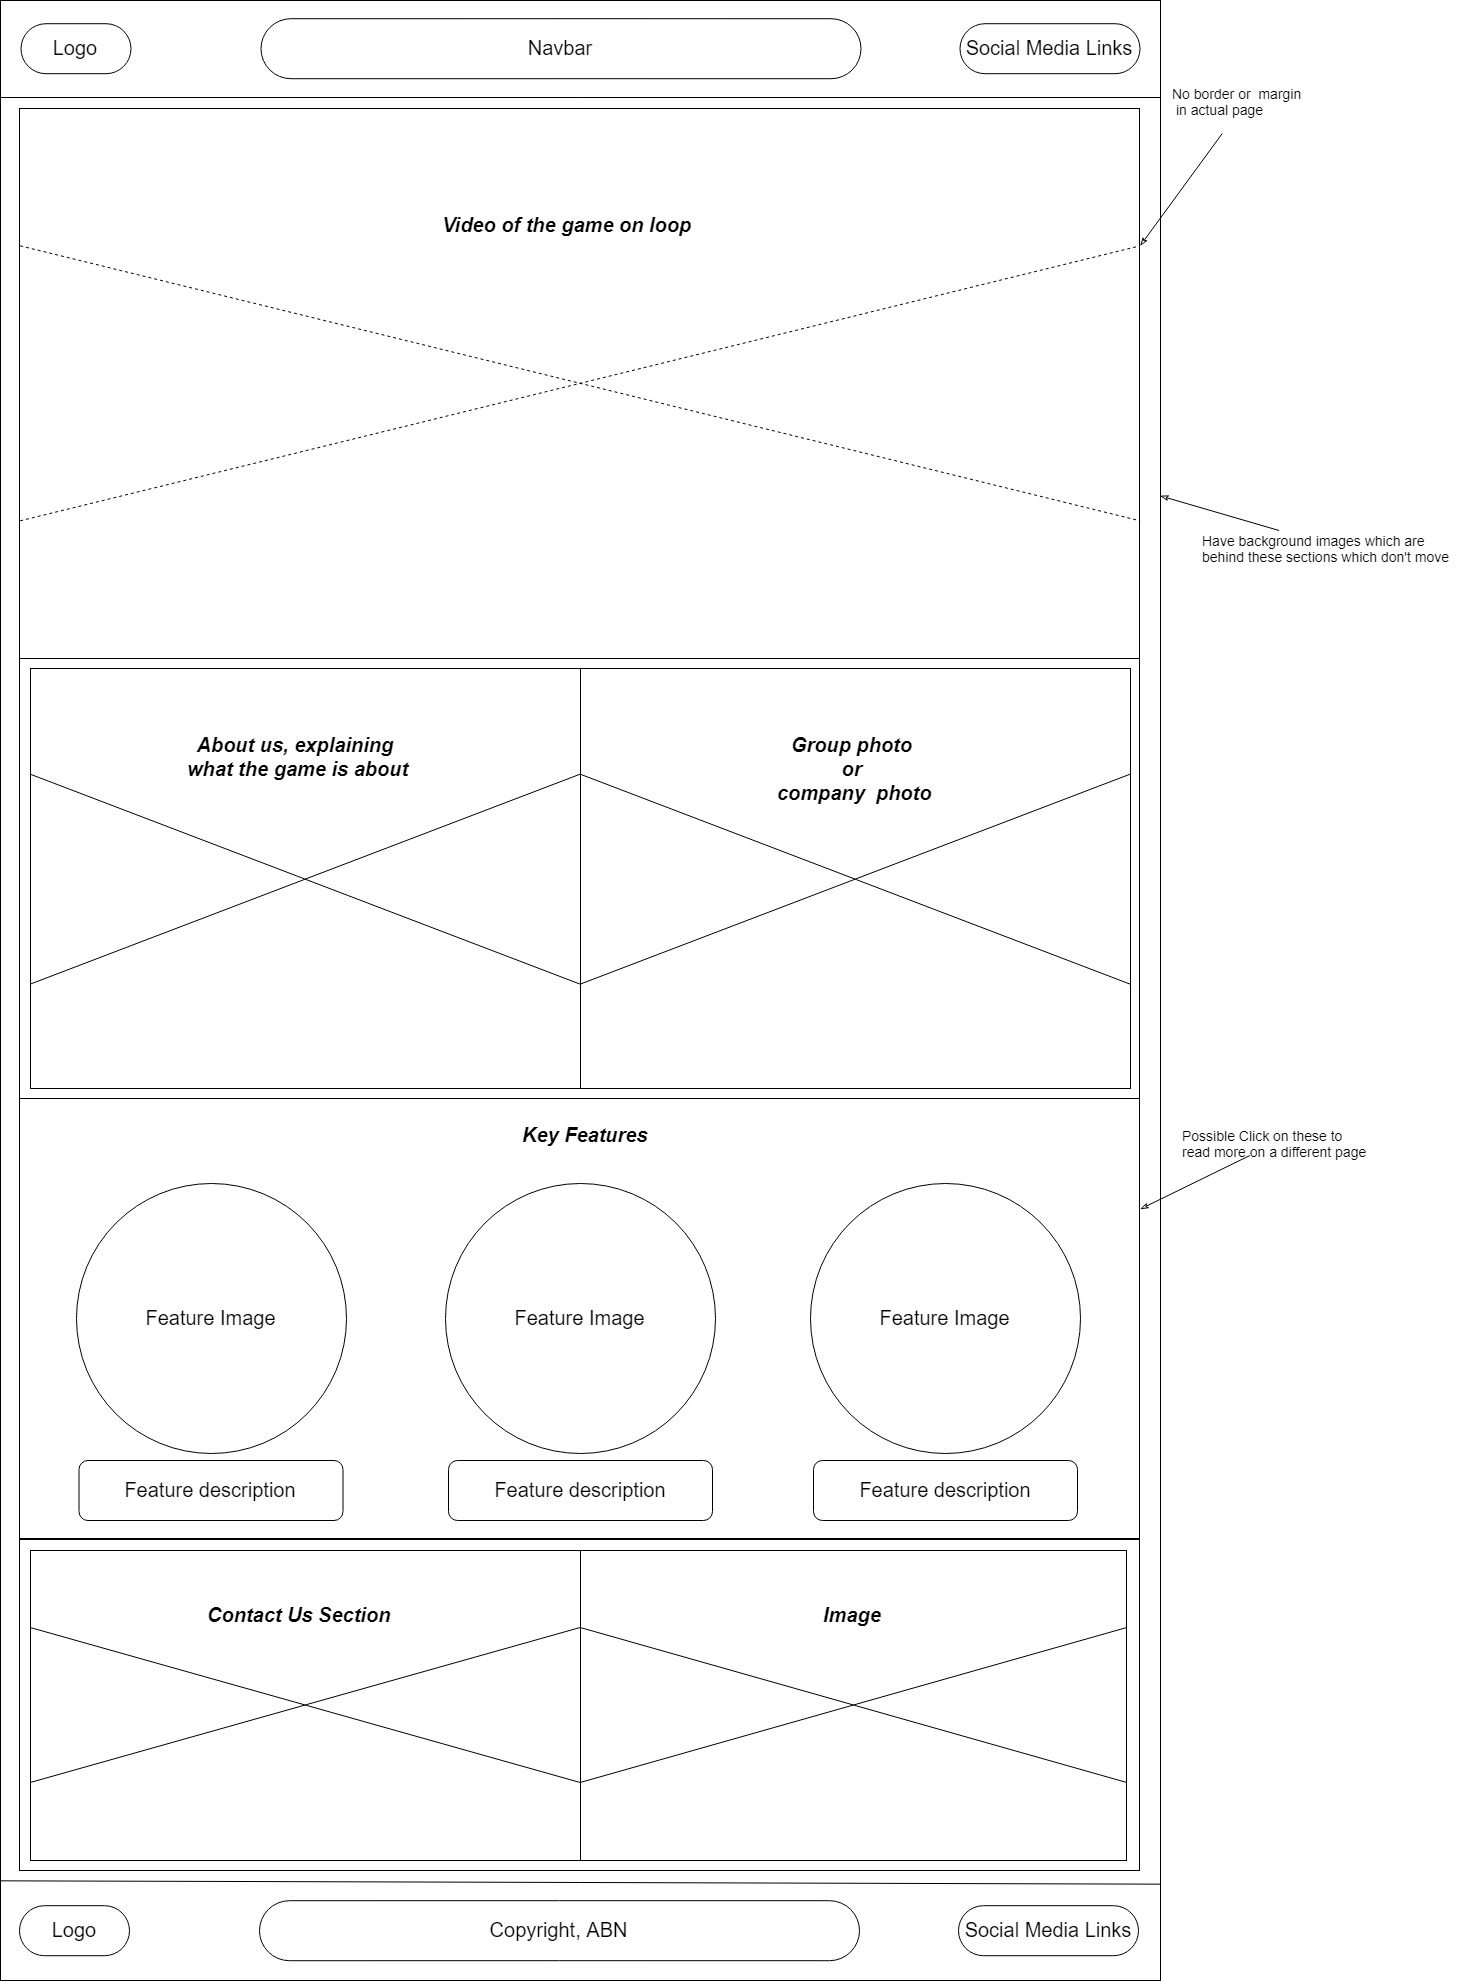 Logo
Navbar
Social Media Links
No border or  margin
in actual page
Video of the game on loop
Have background images which are
behind these sections which don't move
About us, explaining
what the game is about
Group photo
or
company  photo
Key Features
Possible Click on these to
read more on a different page
Feature Image
Feature Image
Feature Image
Feature description
Feature description
Feature description
Contact Us Section
Image
Logo
Copyright, ABN
Social Media Links